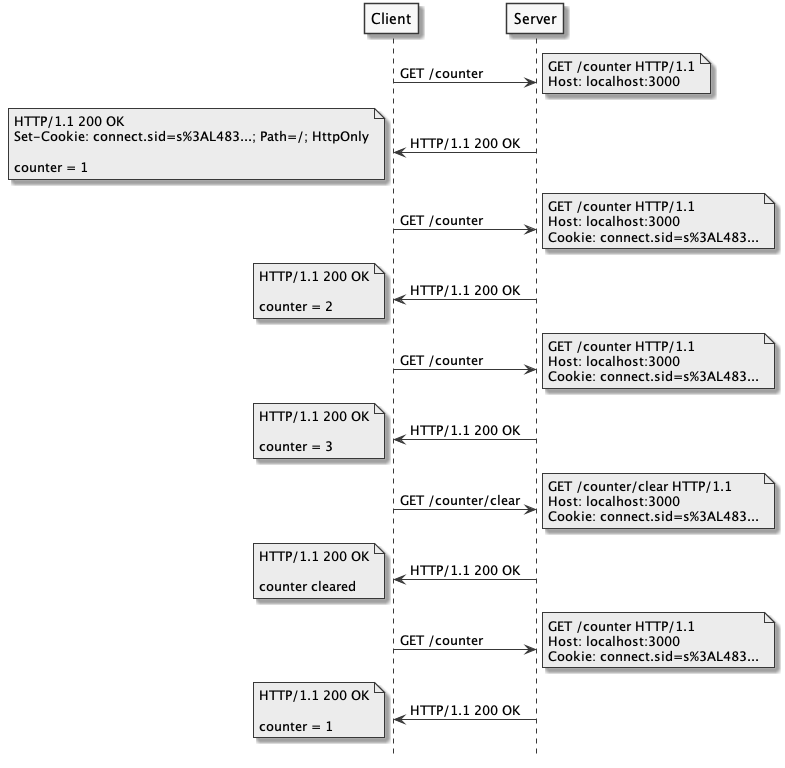 Client
Server
GET /counter
GET /counter HTTP/1.1
Host: localhost:3000
HTTP/1.1 200 OK
Set-Cookie: connect.sid=s%3AL483...; Path=/; HttpOnly
counter = 1
HTTP/1.1 200 OK
GET /counter
GET /counter HTTP/1.1
Host: localhost:3000
Cookie: connect.sid=s%3AL483...
HTTP/1.1 200 OK
counter = 2
HTTP/1.1 200 OK
GET /counter
GET /counter HTTP/1.1
Host: localhost:3000
Cookie: connect.sid=s%3AL483...
HTTP/1.1 200 OK
counter = 3
HTTP/1.1 200 OK
GET /counter/clear
GET /counter/clear HTTP/1.1
Host: localhost:3000
Cookie: connect.sid=s%3AL483...
HTTP/1.1 200 OK
counter cleared
HTTP/1.1 200 OK
GET /counter
GET /counter HTTP/1.1
Host: localhost:3000
Cookie: connect.sid=s%3AL483...
HTTP/1.1 200 OK
counter = 1
HTTP/1.1 200 OK